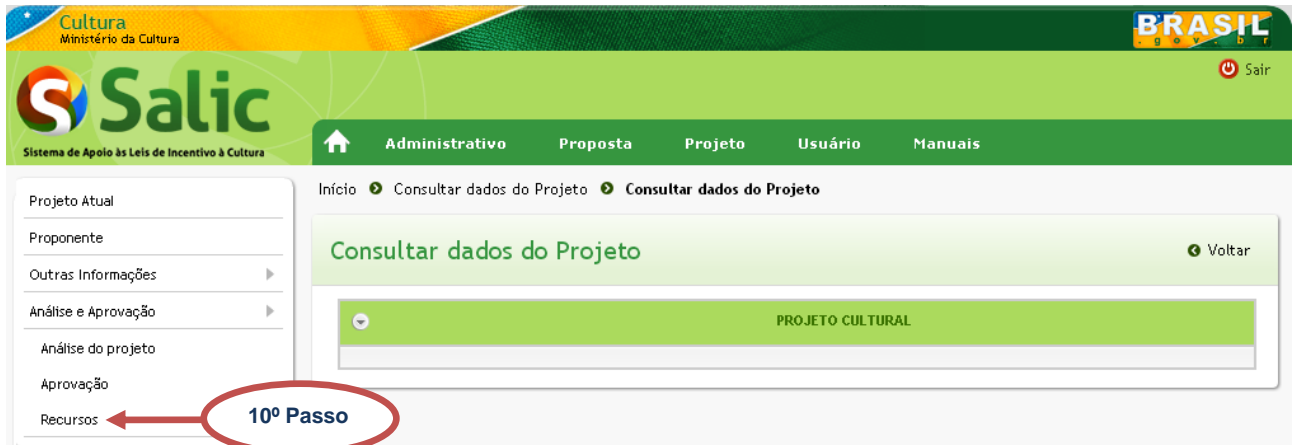 Cultura
Ministério da Cultura
BRASIL
. g o v . b r
Sair
Salic
Sistema de Apoio às Leis de Incentivo à Cultura
Administrativo Proposta Projeto Usuário Manuais
Início Consultar dados do Projeto Consultar dados do Projeto
Projeto Atual
Proponente
Outras Informações
Análise e Aprovação
Análise do projeto
Aprovação
Recursos
10º Passo
Consultar dados do Projeto
Voltar
PROJETO CULTURAL